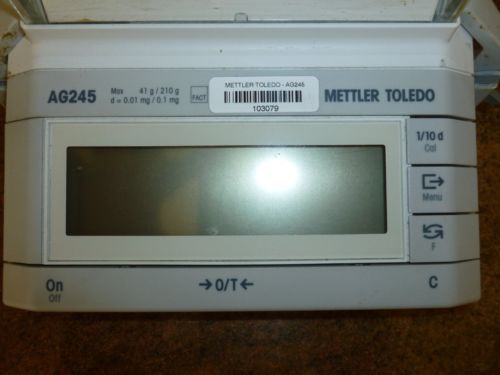 AG245
Max 41 g / 210 g
d = 0.01 mg / 0.1 mg
FACT
METTLER TOLEDO - AG245
103079
METTLER TOLEDO
1/10 d
Cal
Menu
F
On
Off
→0/T←
C